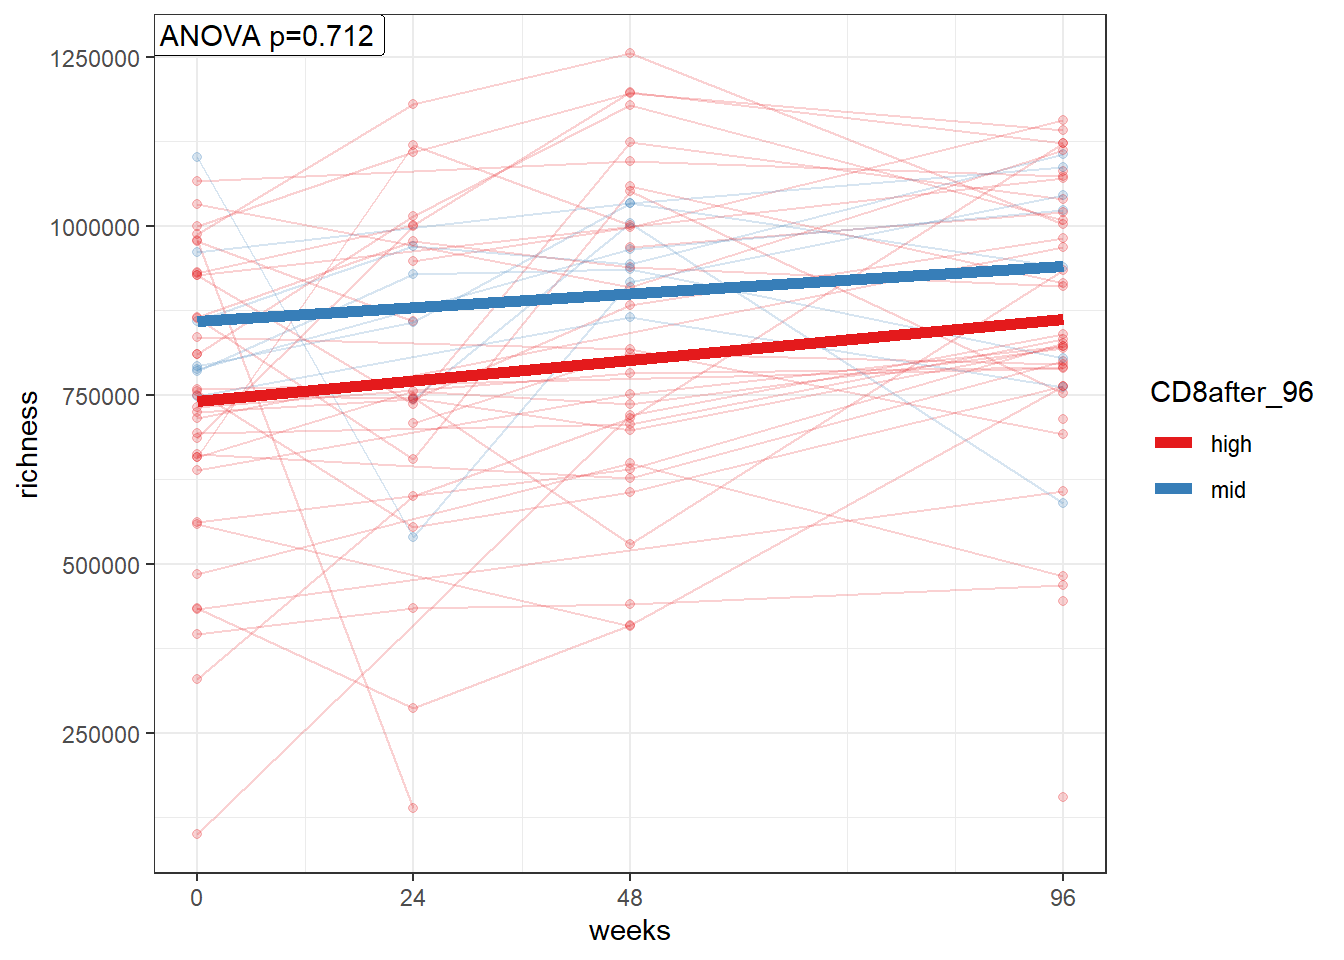 ANOVA p=0.712
1250000
1000000
750000
500000
250000
richness
0 24 48 96
weeks
CD8after_96
high
mid